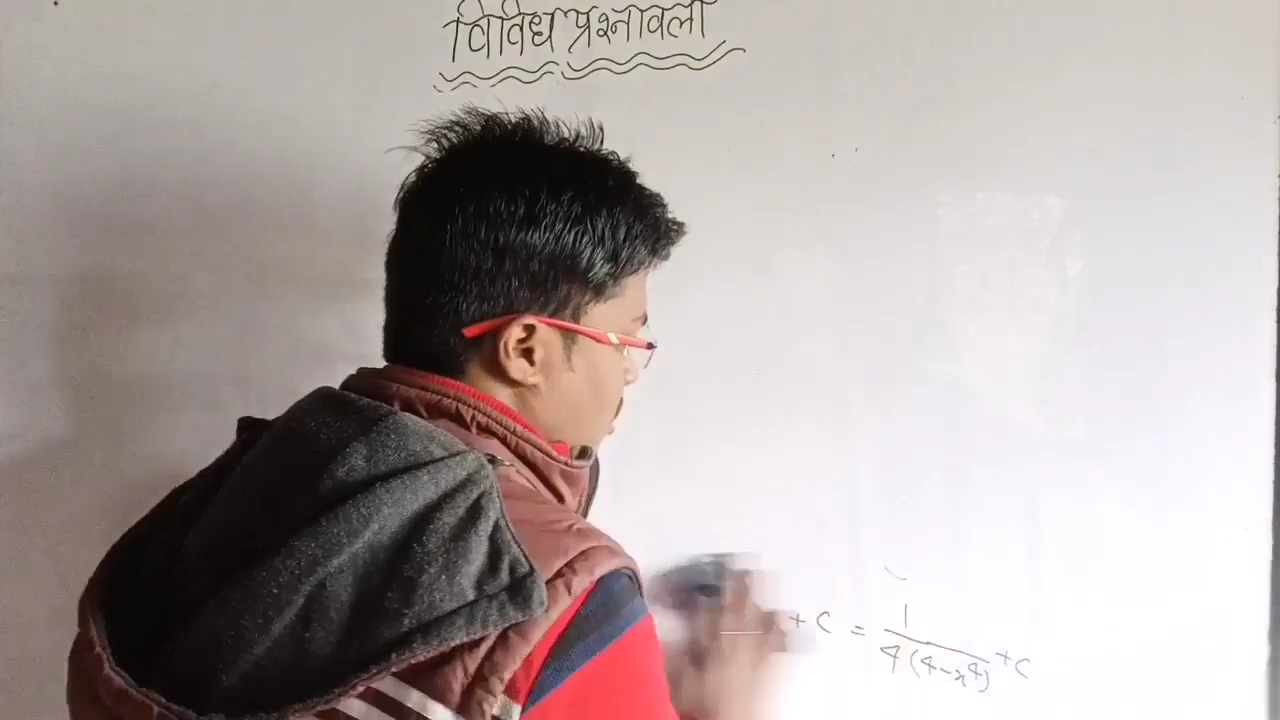 विविध प्रश्नावली
+ C = 1/4(4-x⁴) + C